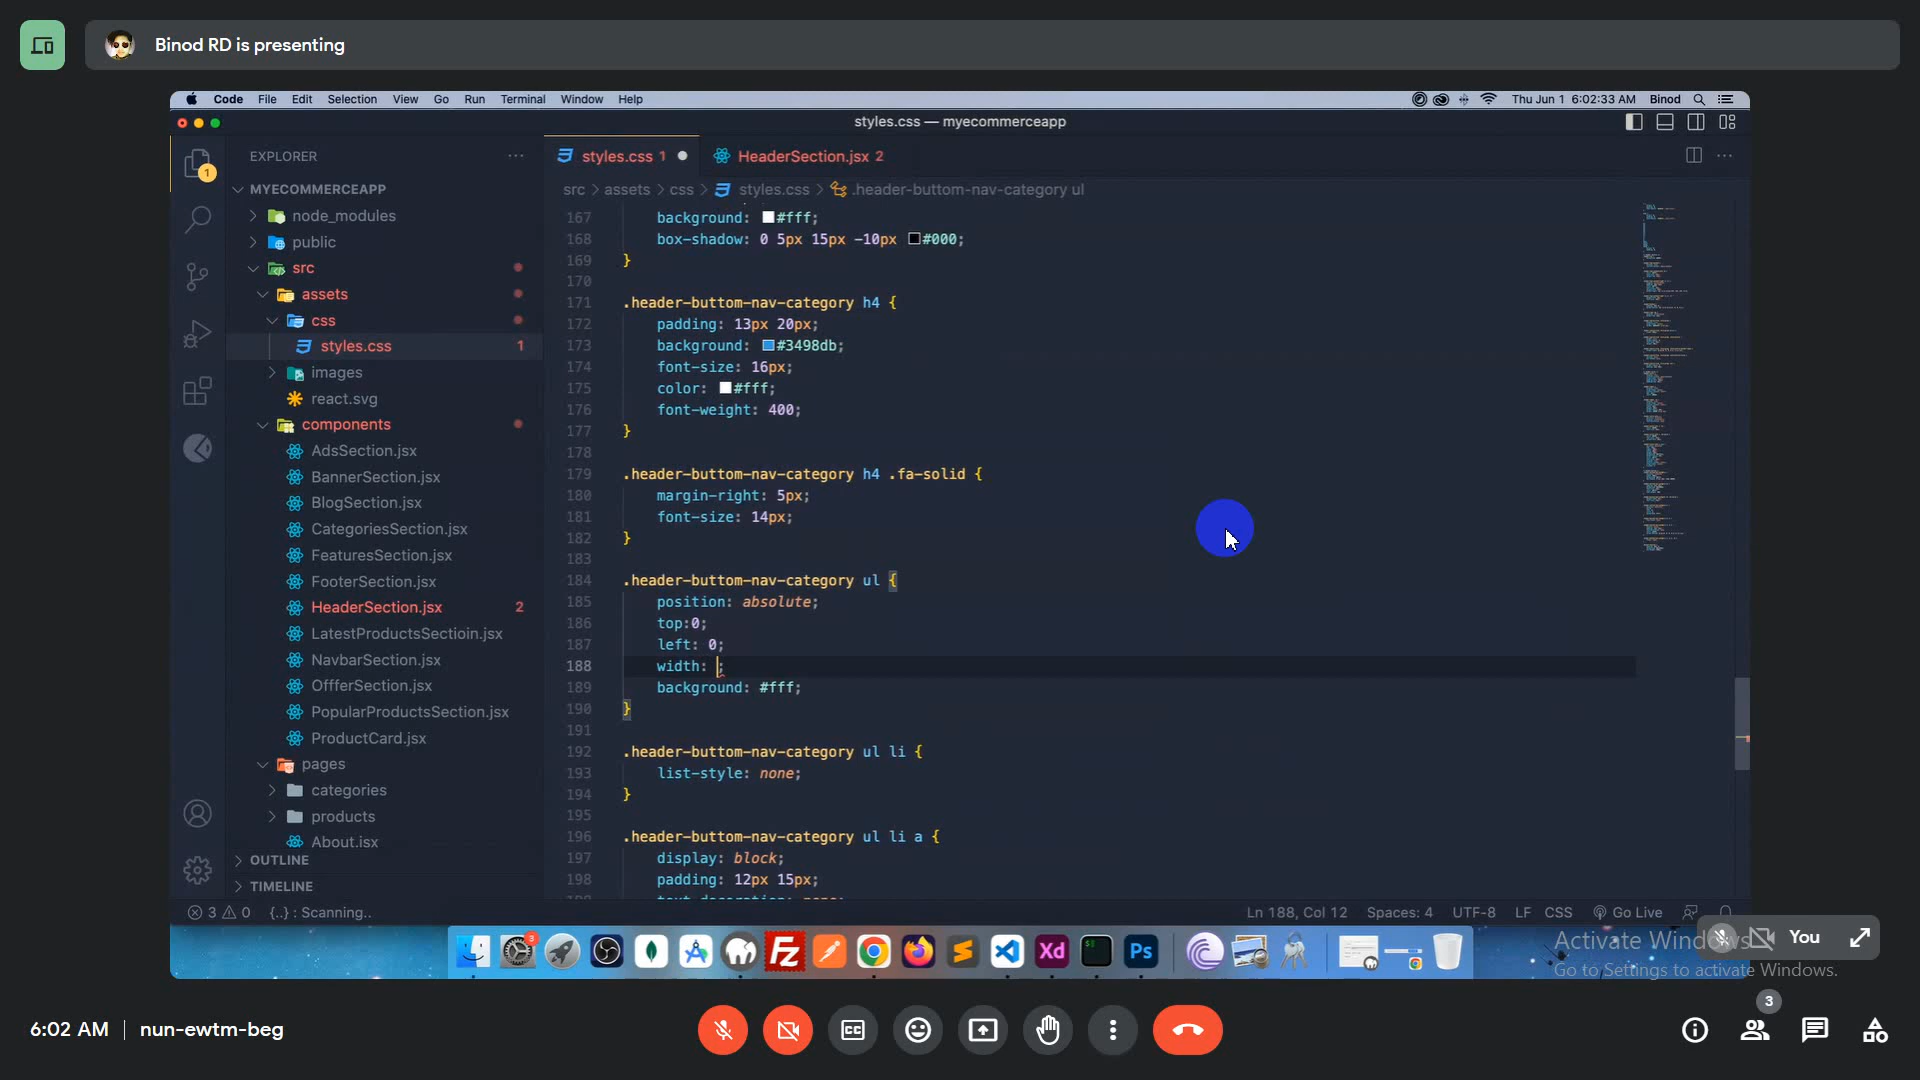 Binod RD is presenting
Code File Edit Selection View Go Run Terminal Window Help
Thu Jun 1 6:02:33 AM Binod
styles.css — myecommerceapp
1
EXPLORER
MYECOMMERCEAPP
node_modules
public
src
assets
css
styles.css 1
images
react.svg
components
AdsSection.jsx
BannerSection.jsx
BlogSection.jsx
CategoriesSection.jsx
FeaturesSection.jsx
FooterSection.jsx
HeaderSection.jsx 2
LatestProductsSectioin.jsx
NavbarSection.jsx
OffferSection.jsx
PopularProductsSection.jsx
ProductCard.jsx
pages
categories
products
About.jsx
OUTLINE
TIMELINE
styles.css 1
HeaderSection.jsx 2
src > assets > css > styles.css > .header-buttom-nav-category ul
167 background: #fff;
168 box-shadow: 0 5px 15px -10px #000;
169 }
170
171 .header-buttom-nav-category h4 {
172 padding: 13px 20px;
173 background: #3498db;
174 font-size: 16px;
175 color: #fff;
176 font-weight: 400;
177 }
178
179 .header-buttom-nav-category h4 .fa-solid {
180 margin-right: 5px;
181 font-size: 14px;
182 }
183
184 .header-buttom-nav-category ul {
185 position: absolute;
186 top:0;
187 left: 0;
188 width: ;
189 background: #fff;
190 }
191
192 .header-buttom-nav-category ul li {
193 list-style: none;
194 }
195
196 .header-buttom-nav-category ul li a {
197 display: block;
198 padding: 12px 15px;
3 0 {..} : Scanning..
Ln 188, Col 12 Spaces: 4 UTF-8 LF CSS Go Live
3
Fz
Xd
Ps
Activate Windows
Go to Settings to activate Windows.
You
6:02 AM | nun-ewtm-beg
CC
3